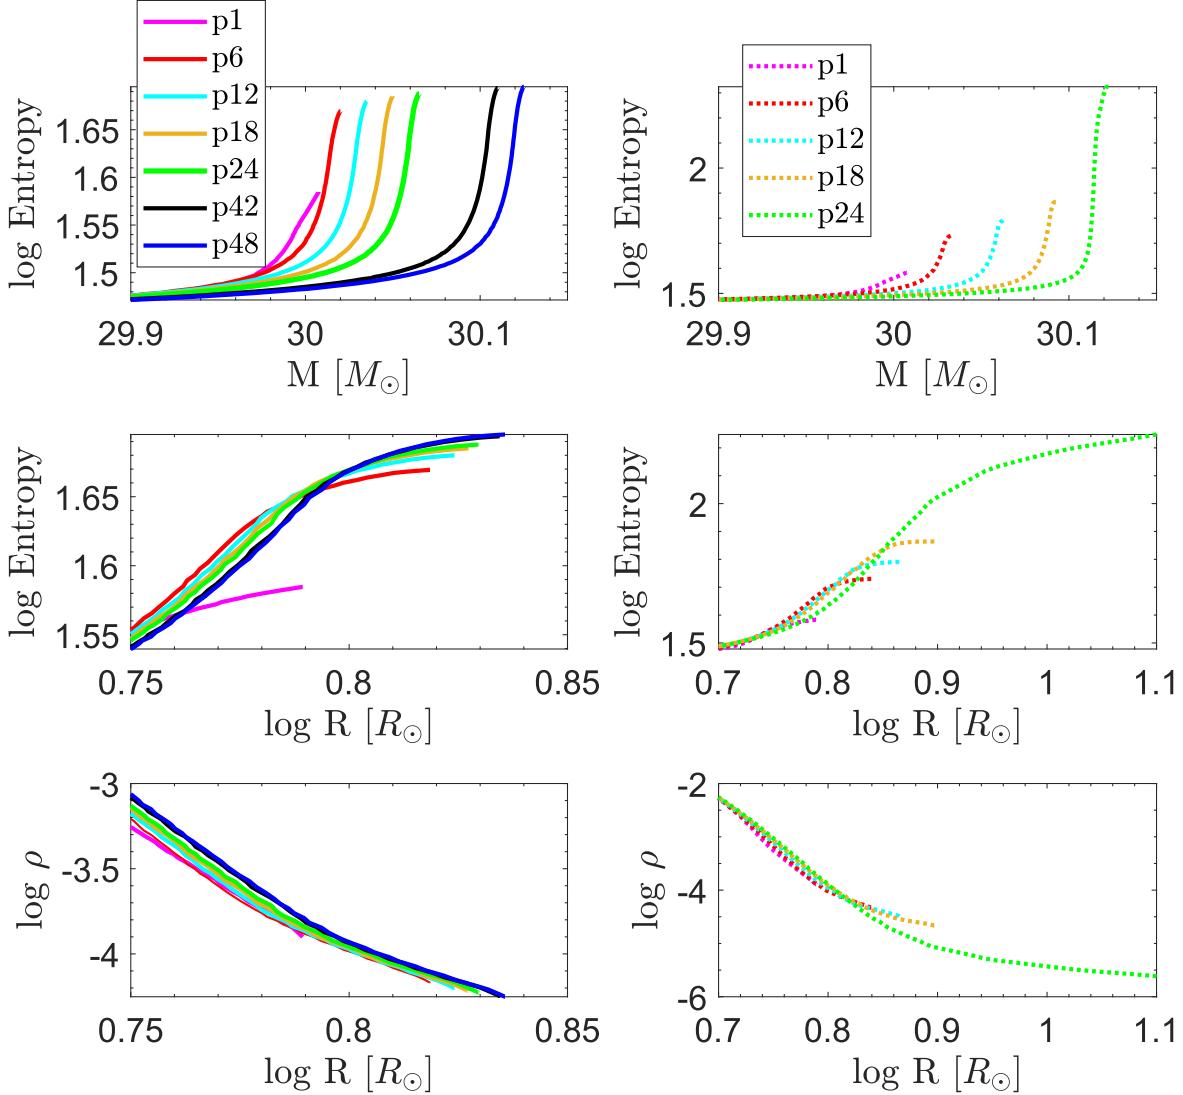 p1
p6
p12
p18
p24
p42
p48
log Entropy
1.65
1.6
1.55
1.5
29.9
30
30.1
M [M☉]
p1
p6
p12
p18
p24
log Entropy
2
1.5
29.9
30
30.1
M [M☉]
log Entropy
1.65
1.6
1.55
0.75
0.8
0.85
log R [R☉]
log Entropy
2
1.5
0.7
0.8
0.9
1
1.1
log R [R☉]
log ρ
-3
-3.5
-4
0.75
0.8
0.85
log R [R☉]
log ρ
-2
-4
-6
0.7
0.8
0.9
1
1.1
log R [R☉]